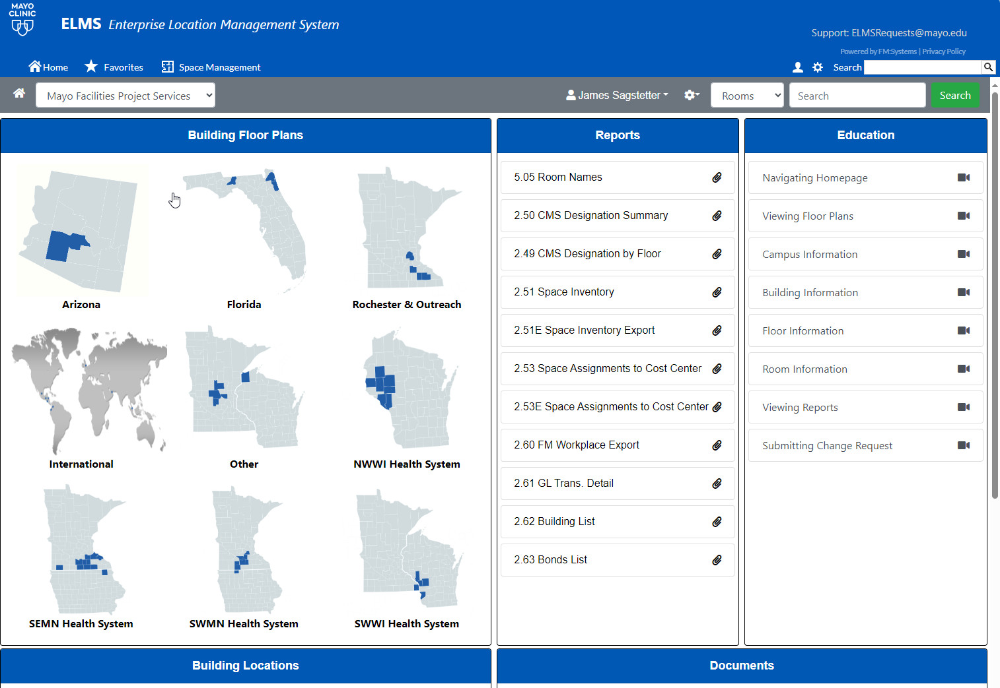 MAYO
CLINIC
ELMS Enterprise Location Management System
Support: ELMSRequests@mayo.edu
Powered by FM:Systems | Privacy Policy
Home Favorites Space Management Search
Mayo Facilities Project Services James Sagstetter Rooms Search Search
Building Floor Plans
Arizona Florida Rochester & Outreach
International Other NWWI Health System
SEMN Health System SWMN Health System SWWI Health System
Reports
5.05 Room Names
2.50 CMS Designation Summary
2.49 CMS Designation by Floor
2.51 Space Inventory
2.51E Space Inventory Export
2.53 Space Assignments to Cost Center
2.53E Space Assignments to Cost Center
2.60 FM Workplace Export
2.61 GL Trans. Detail
2.62 Building List
2.63 Bonds List
Education
Navigating Homepage
Viewing Floor Plans
Campus Information
Building Information
Floor Information
Room Information
Viewing Reports
Submitting Change Request
Building Locations
Documents